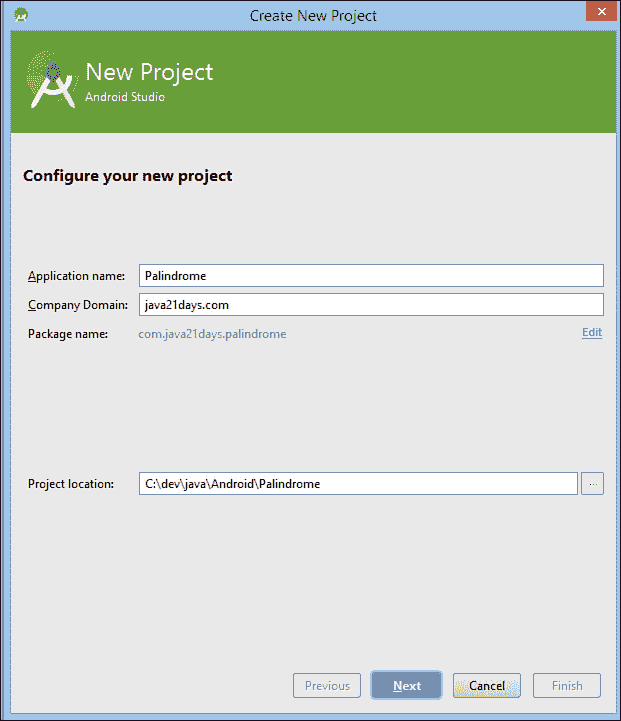 Create New Project
New Project
Android Studio
Configure your new project
Application name: Palindrome
Company Domain: java21days.com
Package name: com.java21days.palindrome Edit
Project location: C:\dev\java\Android\Palindrome ...
Previous Next Cancel Finish